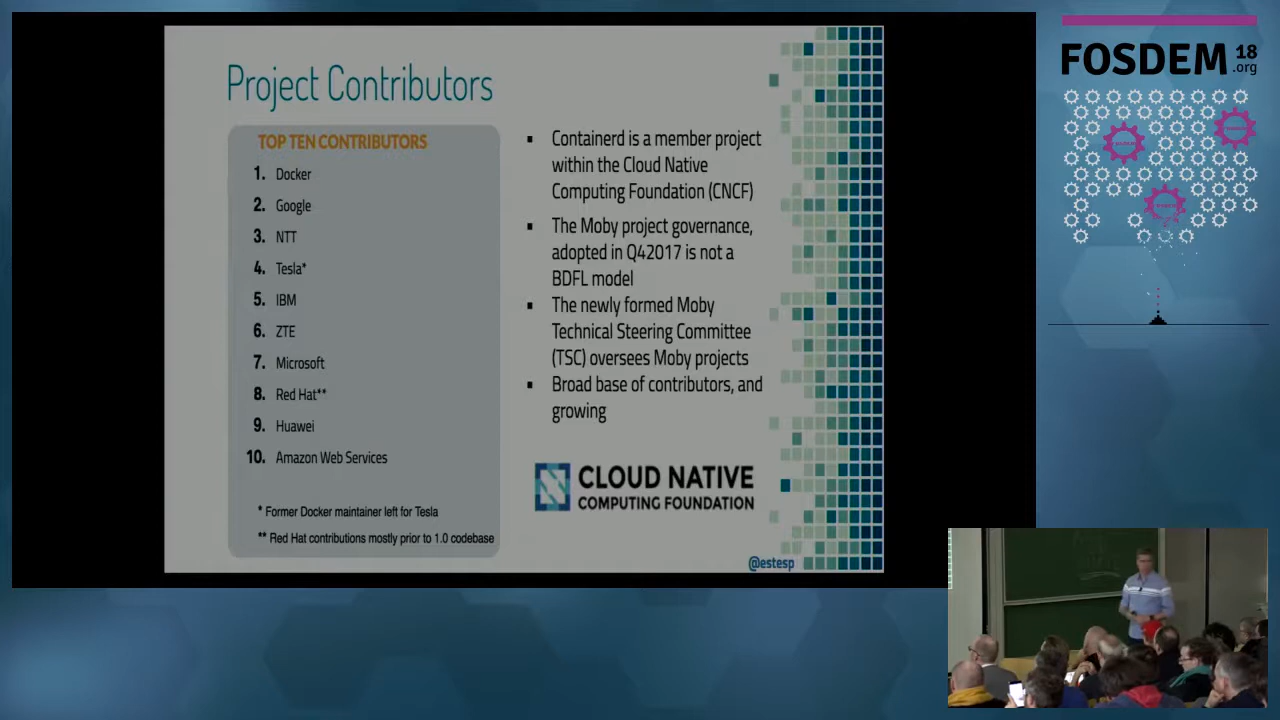 Project Contributors
TOP TEN CONTRIBUTORS
1. Docker
2. Google
3. NTT
4. Tesla*
5. IBM
6. ZTE
7. Microsoft
8. Red Hat**
9. Huawei
10. Amazon Web Services
* Former Docker maintainer left for Tesla
** Red Hat contributions mostly prior to 1.0 codebase
▪ Containerd is a member project
within the Cloud Native
Computing Foundation (CNCF)
▪ The Moby project governance,
adopted in Q42017 is not a
BDFL model
▪ The newly formed Moby
Technical Steering Committee
(TSC) oversees Moby projects
▪ Broad base of contributors, and
growing
CLOUD NATIVE
COMPUTING FOUNDATION
@estesp
FOSDEM 18
.org